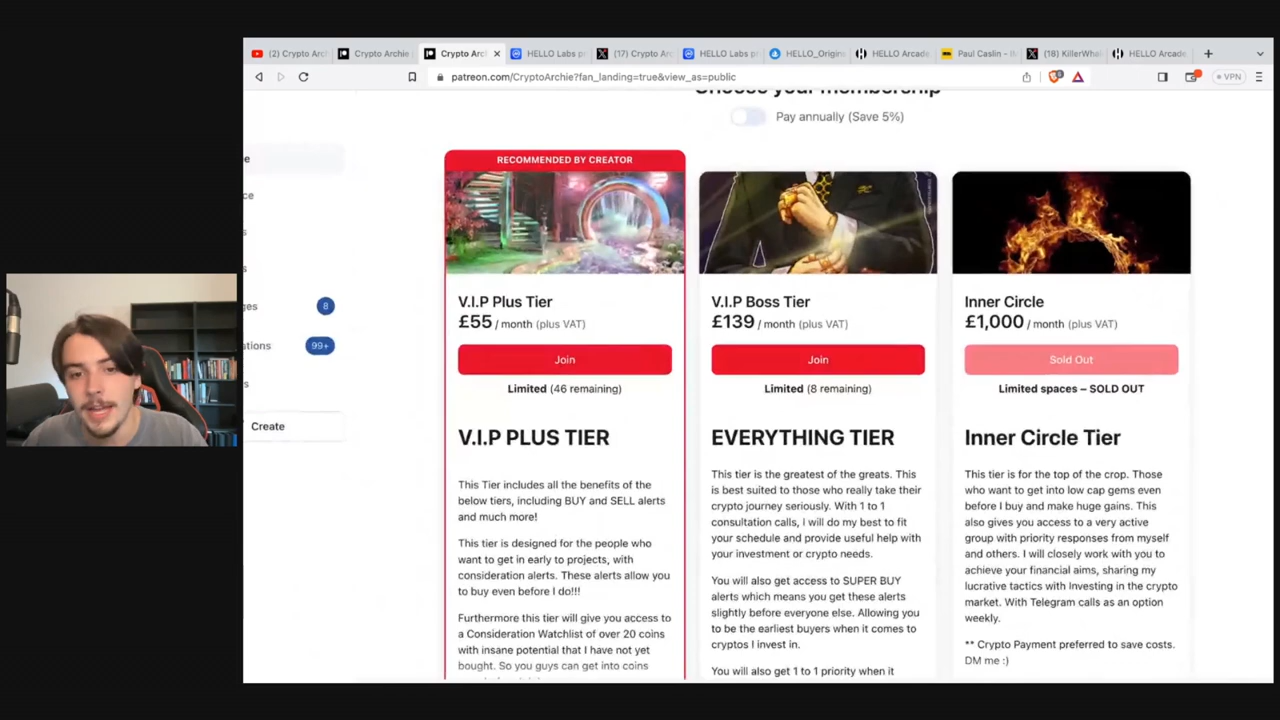 (2) Crypto Arch
Crypto Archie
Crypto Arc
HELLO Labs p
(17) Crypto Arc
HELLO Labs p
HELLO_Origins
HELLO Arcade
Paul Caslin -
(18) KillerWha
HELLO Arcade
patreon.com/CryptoArchie?fan_landing=true&view_as=public
VPN
Choose your membership
Pay annually (Save 5%)
e
ce
s
s
ges
8
ations
99+
s
Create
RECOMMENDED BY CREATOR
V.I.P Plus Tier
£55 / month (plus VAT)
Join
Limited (46 remaining)
V.I.P PLUS TIER
This Tier includes all the benefits of the
below tiers, including BUY and SELL alerts
and much more!
This tier is designed for the people who
want to get in early to projects, with
consideration alerts. These alerts allow you
to buy even before I do!!!
Furthermore this tier will give you access to
a Consideration Watchlist of over 20 coins
with insane potential that I have not yet
bought. So you guys can get into coins
V.I.P Boss Tier
£139 / month (plus VAT)
Join
Limited (8 remaining)
EVERYTHING TIER
This tier is the greatest of the greats. This
is best suited to those who really take their
crypto journey seriously. With 1 to 1
consultation calls, I will do my best to fit
your schedule and provide useful help with
your investment or crypto needs.
You will also get access to SUPER BUY
alerts which means you get these alerts
slightly before everyone else. Allowing you
to be the earliest buyers when it comes to
cryptos I invest in.
You will also get 1 to 1 priority when it
Inner Circle
£1,000 / month (plus VAT)
Sold Out
Limited spaces – SOLD OUT
Inner Circle Tier
This tier is for the top of the crop. Those
who want to get into low cap gems even
before I buy and make huge gains. This
also gives you access to a very active
group with priority responses from myself
and others. I will closely work with you to
achieve your financial aims, sharing my
lucrative tactics with Investing in the crypto
market. With Telegram calls as an option
weekly.
** Crypto Payment preferred to save costs.
DM me :)